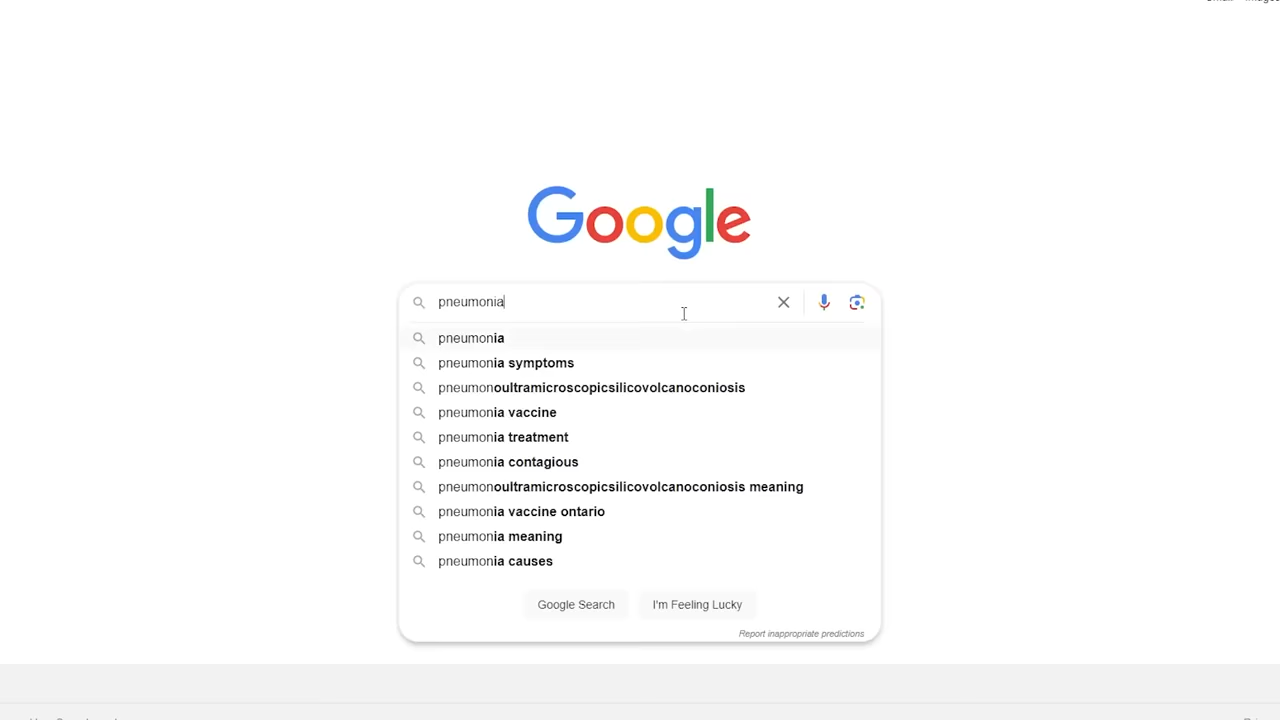 Google
pneumonia
pneumonia
pneumonia symptoms
pneumonoultramicroscopicsilicovolcanoconiosis
pneumonia vaccine
pneumonia treatment
pneumonia contagious
pneumonoultramicroscopicsilicovolcanoconiosis meaning
pneumonia vaccine ontario
pneumonia meaning
pneumonia causes
Google Search I'm Feeling Lucky
Report inappropriate predictions